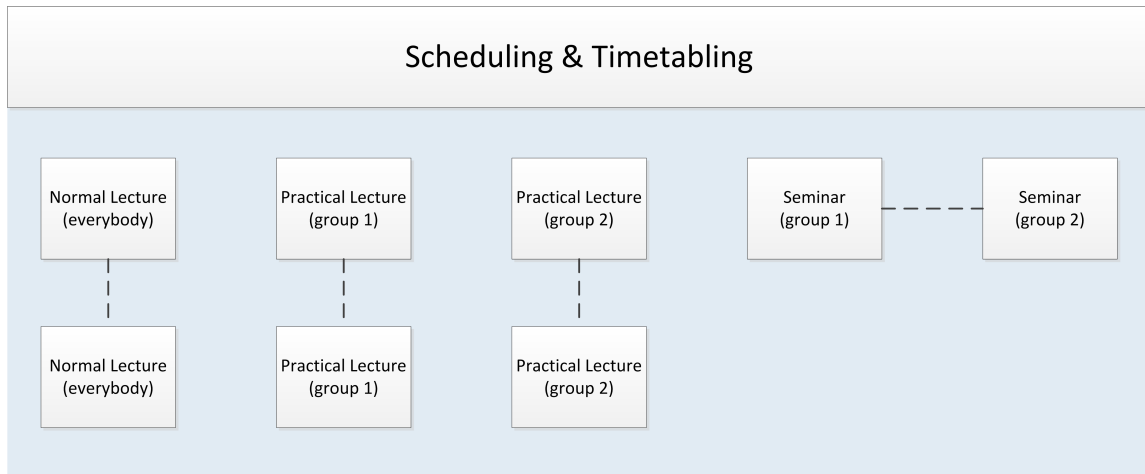 Scheduling & Timetabling
Normal Lecture
(everybody)
Practical Lecture
(group 1)
Practical Lecture
(group 2)
Seminar
(group 1)
Seminar
(group 2)
Normal Lecture
(everybody)
Practical Lecture
(group 1)
Practical Lecture
(group 2)